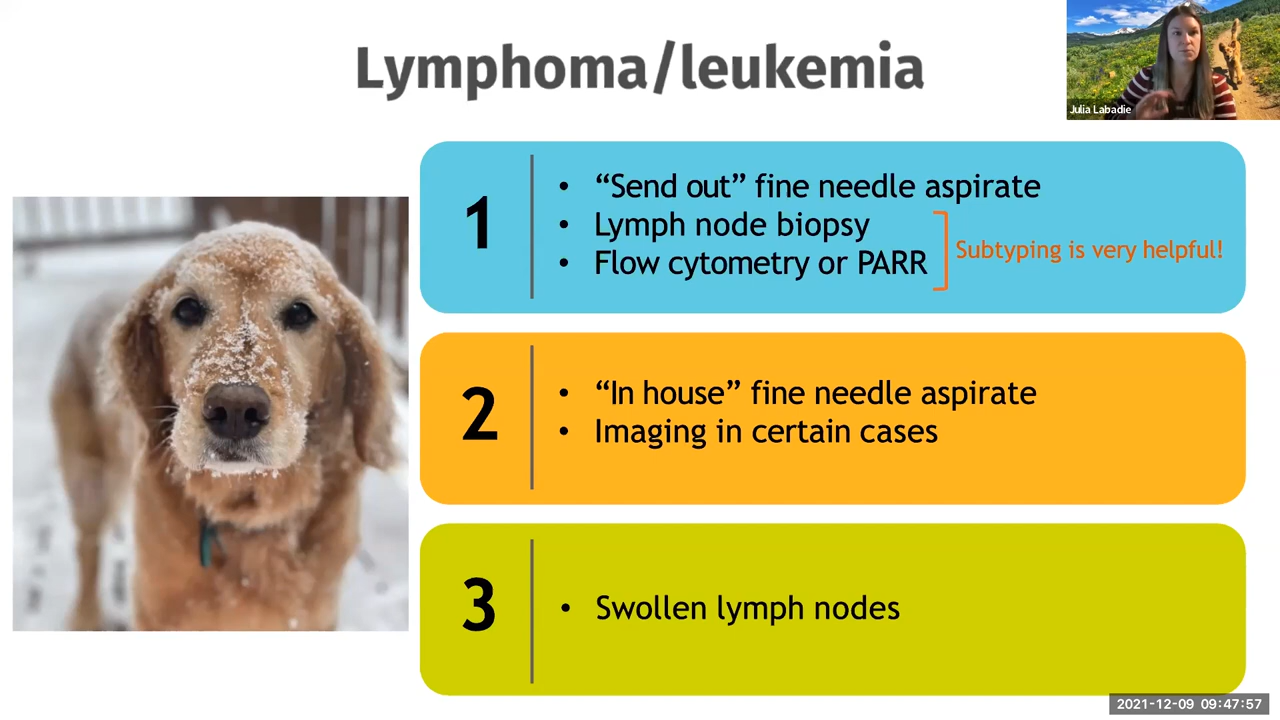 Lymphoma/leukemia
Julia Labadie
1
• “Send out” fine needle aspirate
• Lymph node biopsy
• Flow cytometry or PARR
Subtyping is very helpful!
2
• “In house” fine needle aspirate
• Imaging in certain cases
3
• Swollen lymph nodes
2021-12-09 09:47:57